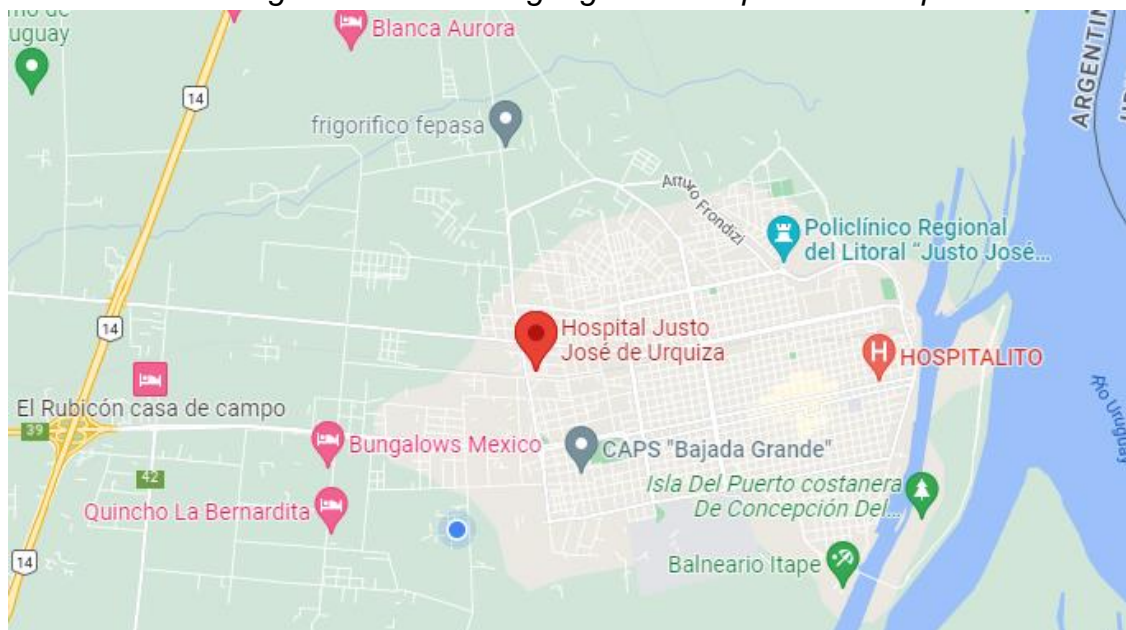 uguay
Blanca Aurora
14
frigorifico fepasa
ARGENTIN
Arturo Frondizi
Policlínico Regional
del Litoral "Justo José...
14
Hospital Justo
José de Urquiza
H
HOSPITALITO
El Rubicón casa de campo
39
Río Uruguay
Bungalows Mexico
CAPS "Bajada Grande"
42
Isla Del Puerto costanera
De Concepción Del...
Quincho La Bernardita
14
Balneario Itape